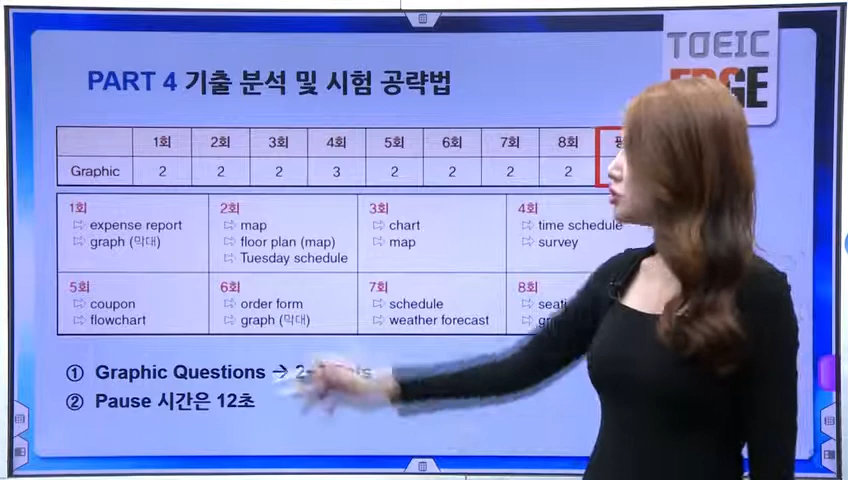 TOEIC
EDGE
PART 4 기출 분석 및 시험 공략법
1회 2회 3회 4회 5회 6회 7회 8회
Graphic 2 2 2 3 2 2 2 2
1회 2회 3회 4회
⇨ expense report ⇨ map ⇨ chart ⇨ time schedule
⇨ graph (막대) ⇨ floor plan (map) ⇨ map ⇨ survey
⇨ Tuesday schedule
5회 6회 7회 8회
⇨ coupon ⇨ order form ⇨ schedule
⇨ flowchart ⇨ graph (막대) ⇨ weather forecast
① Graphic Questions → 2
② Pause 시간은 12초